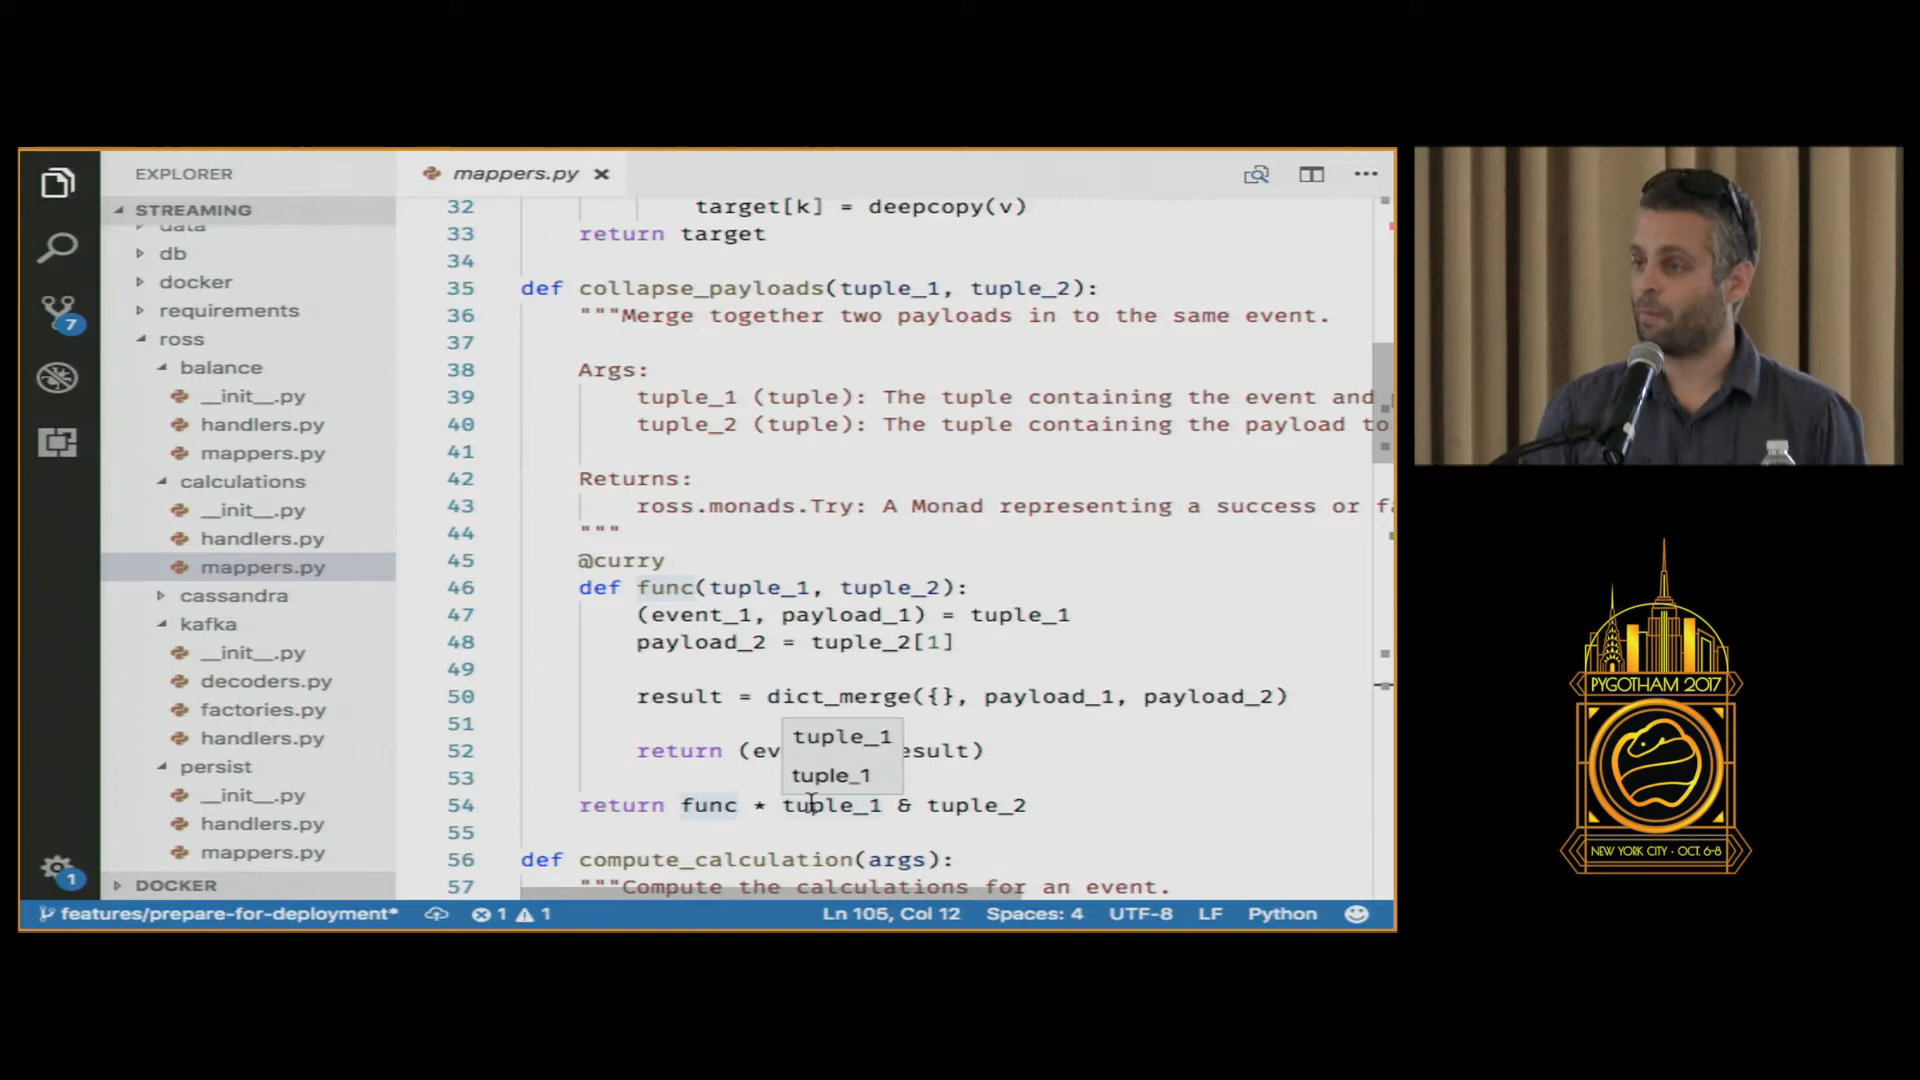 EXPLORER
STREAMING
data
db
docker
requirements
ross
balance
__init__.py
handlers.py
mappers.py
calculations
__init__.py
handlers.py
mappers.py
cassandra
kafka
__init__.py
decoders.py
factories.py
handlers.py
persist
__init__.py
handlers.py
mappers.py
DOCKER
7
1
mappers.py
32 target[k] = deepcopy(v)
33 return target
34
35 def collapse_payloads(tuple_1, tuple_2):
36 """Merge together two payloads in to the same event.
37
38 Args:
39 tuple_1 (tuple): The tuple containing the event and
40 tuple_2 (tuple): The tuple containing the payload to
41
42 Returns:
43 ross.monads.Try: A Monad representing a success or
44 """
45 @curry
46 def func(tuple_1, tuple_2):
47 (event_1, payload_1) = tuple_1
48 payload_2 = tuple_2[1]
49
50 result = dict_merge({}, payload_1, payload_2)
51
52 return (ev esult)
53
54 return func * tuple_1 & tuple_2
55
56 def compute_calculation(args):
57 """Compute the calculations for an event.
tuple_1
tuple_1
features/prepare-for-deployment* 1 1 Ln 105, Col 12 Spaces: 4 UTF-8 LF Python
PYGOTHAM 2017
NEW YORK CITY • OCT. 6-8